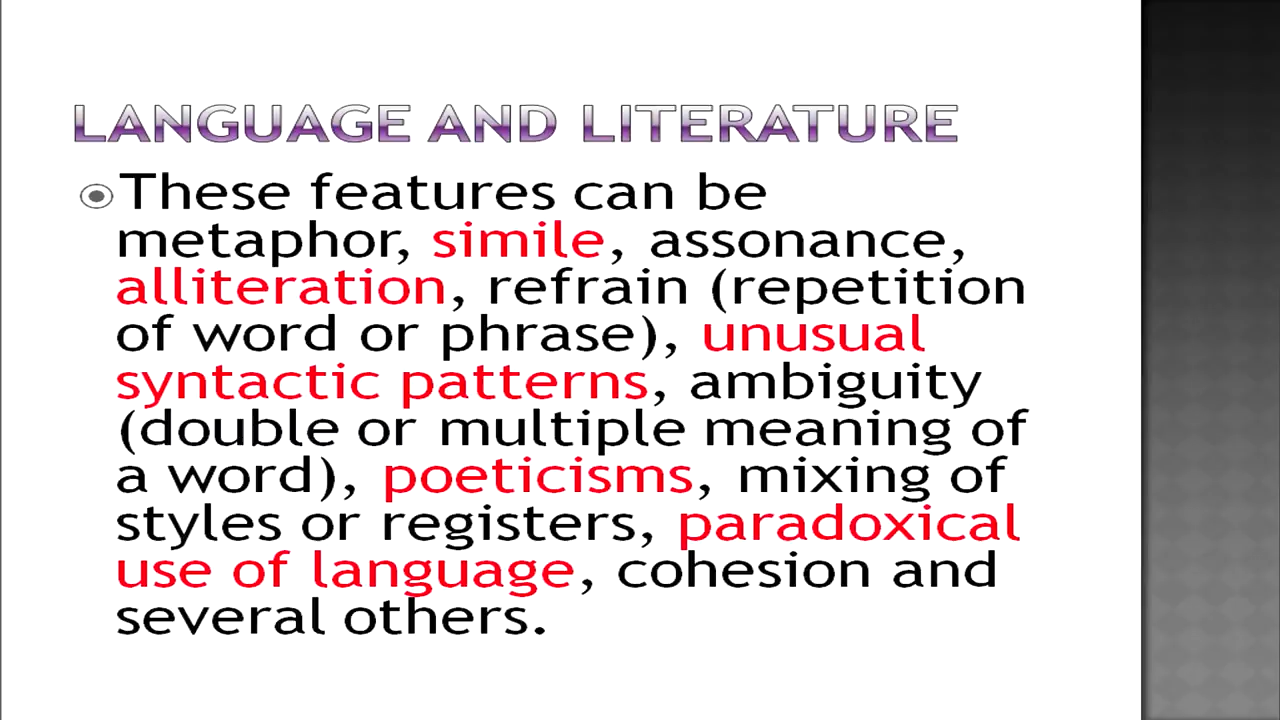 LANGUAGE AND LITERATURE
These features can be
metaphor, simile, assonance,
alliteration, refrain (repetition
of word or phrase), unusual
syntactic patterns, ambiguity
(double or multiple meaning of
a word), poeticisms, mixing of
styles or registers, paradoxical
use of language, cohesion and
several others.